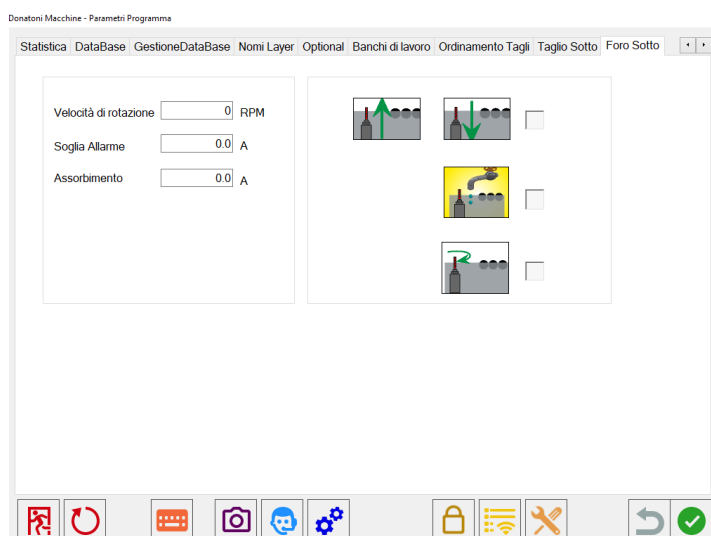 Donatoni Macchine - Parametri Programma
Statistica DataBase GestioneDataBase Nomi Layer Optional Banchi di lavoro Ordinamento Tagli Taglio Sotto Foro Sotto
Velocità di rotazione 0 RPM
Soglia Allarme 0.0 A
Assorbimento 0.0 A